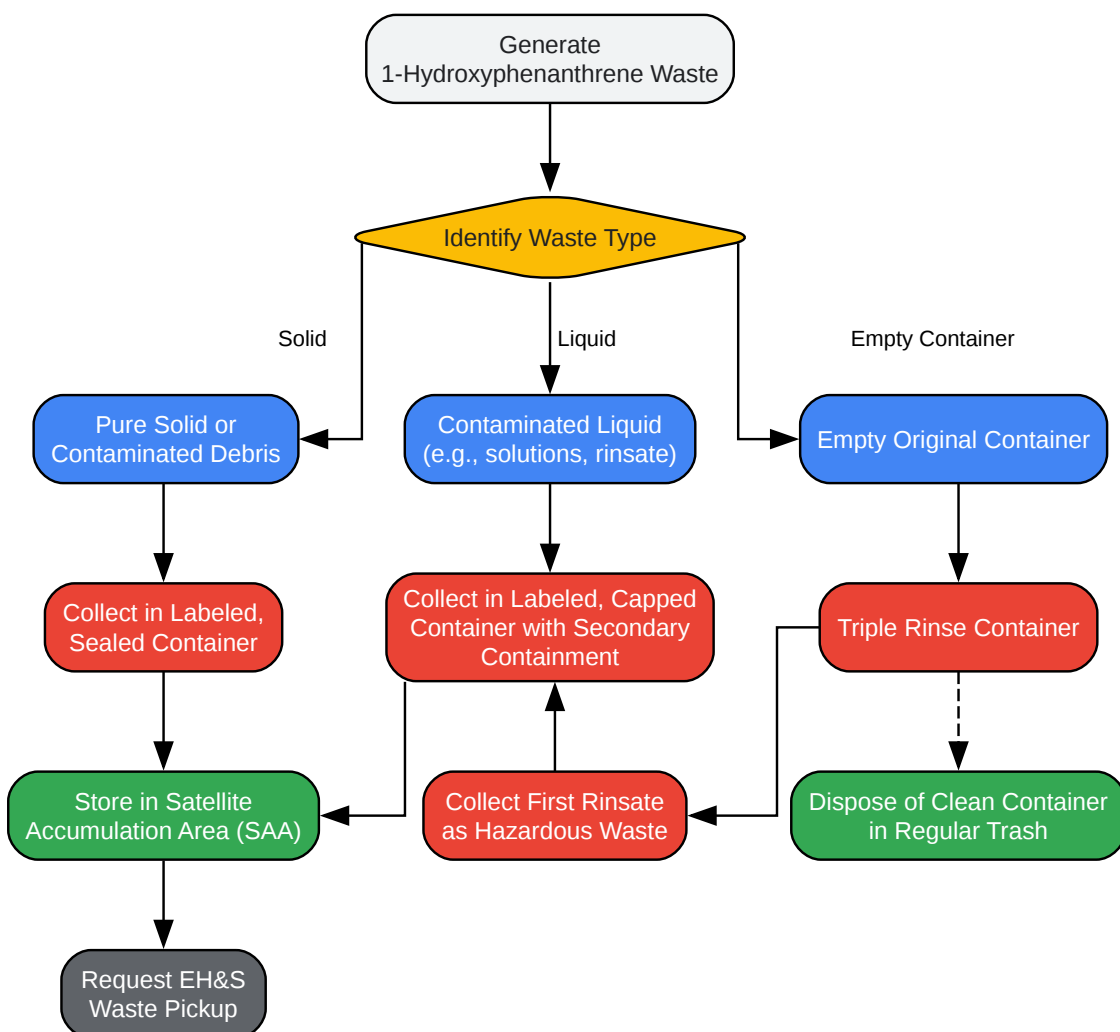 Generate
1-Hydroxyphenanthrene Waste
Identify Waste Type
Solid
Liquid
Empty Container
Pure Solid or
Contaminated Debris
Contaminated Liquid
(e.g., solutions, rinsate)
Empty Original Container
Collect in Labeled,
Sealed Container
Collect in Labeled, Capped
Container with Secondary
Containment
Triple Rinse Container
Store in Satellite
Accumulation Area (SAA)
Collect First Rinsate
as Hazardous Waste
Dispose of Clean Container
in Regular Trash
Request EH&S
Waste Pickup